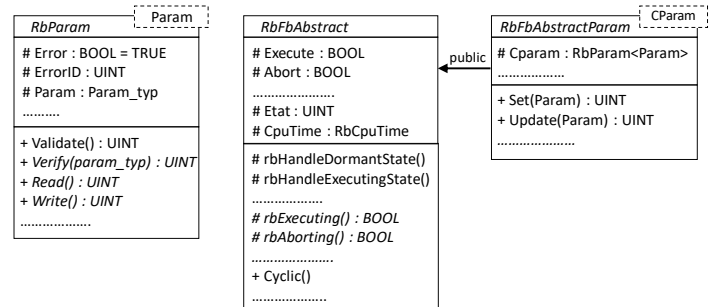 RbParam
Param
# Error : BOOL = TRUE
# ErrorID : UINT
# Param : Param_typ
……….
+ Validate() : UINT
+ Verify(param_typ) : UINT
+ Read() : UINT
+ Write() : UINT
………………….
RbFbAbstract
# Execute : BOOL
# Abort : BOOL
………………….
# Etat : UINT
# CpuTime : RbCpuTime
# rbHandleDormantState()
# rbHandleExecutingState()
……………….
# rbExecuting() : BOOL
# rbAborting() : BOOL
………………….
+ Cyclic()
………………..
public
RbFbAbstractParam
CParam
# Cparam : RbParam<Param>
………………
+ Set(Param) : UINT
+ Update(Param) : UINT
…………………